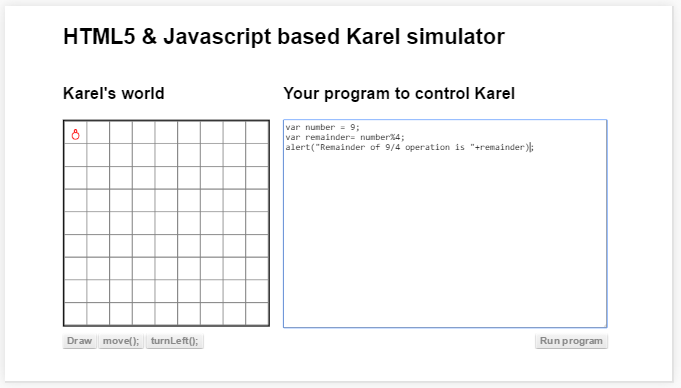 HTML5 & Javascript based Karel simulator
Karel's world
Your program to control Karel
var number = 9;
var remainder= number%4;
alert("Remainder of 9/4 operation is "+remainder);
Draw
move();
turnLeft();
Run program